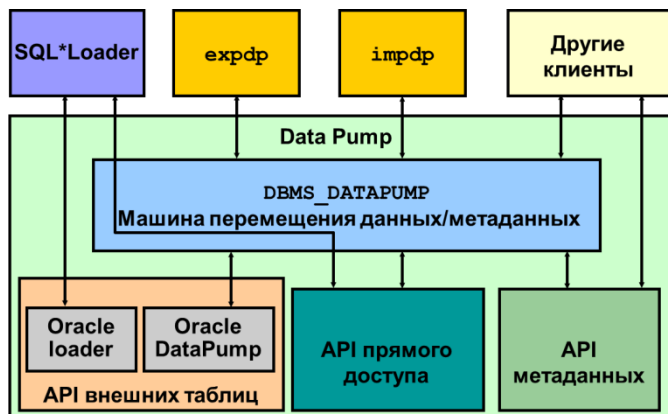 SQL*Loader
expdp
impdp
Другие
клиенты
Data Pump
DBMS_DATAPUMP
Машина перемещения данных/метаданных
Oracle
loader
Oracle
DataPump
API внешних таблиц
API прямого
доступа
API
метаданных